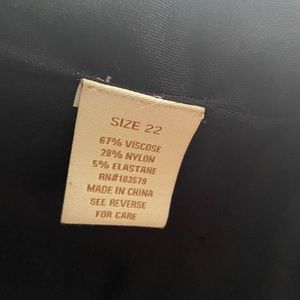 SIZE 22
67% VISCOSE
28% NYLON
5% ELASTANE
RN#103579
MADE IN CHINA
SEE REVERSE
FOR CARE